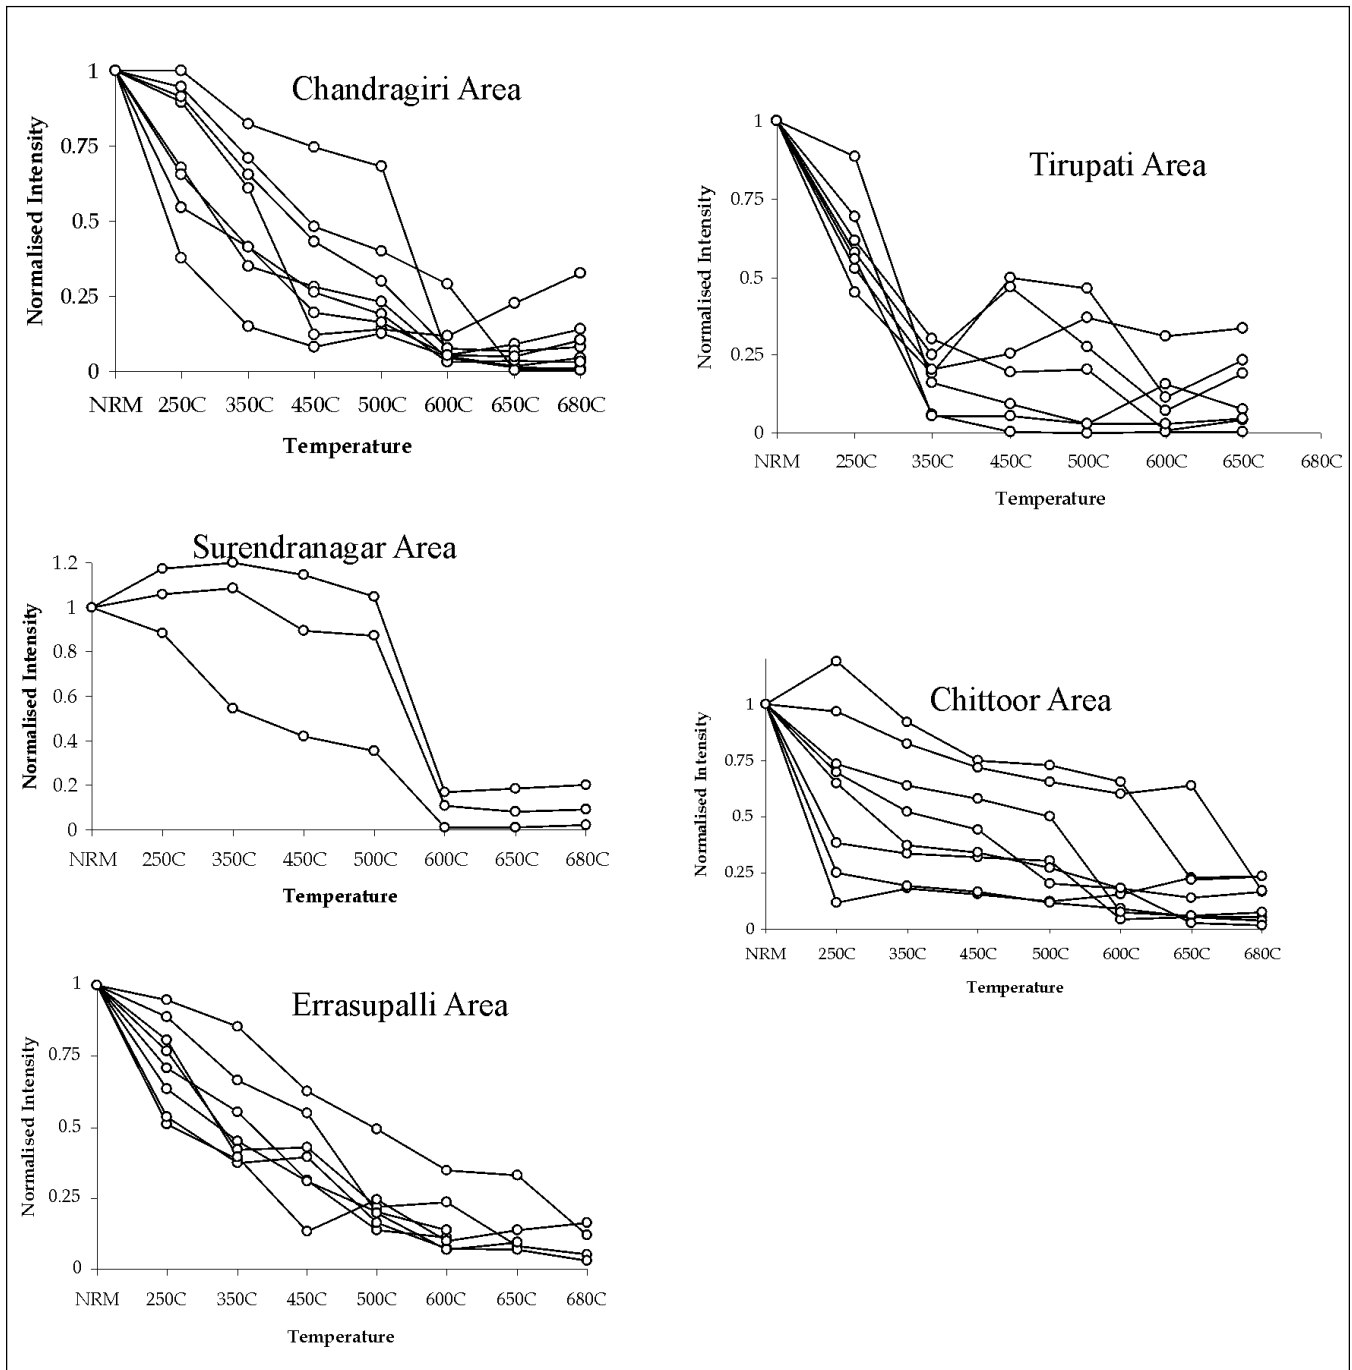 Chandragiri Area
Normalised Intensity
1
0.75
0.5
0.25
0
NRM 250C 350C 450C 500C 600C 650C 680C
Temperature
Tirupati Area
Normalised Intensity
1
0.75
0.5
0.25
0
NRM 250C 350C 450C 500C 600C 650C 680C
Temperature
Surendranagar Area
Normalised Intensity
1.2
1
0.8
0.6
0.4
0.2
0
NRM 250C 350C 450C 500C 600C 650C 680C
Temperature
Chittoor Area
Normalised Intensity
1
0.75
0.5
0.25
0
NRM 250C 350C 450C 500C 600C 650C 680C
Temperature
Errasupalli Area
Normalised Intensity
1
0.75
0.5
0.25
0
NRM 250C 350C 450C 500C 600C 650C 680C
Temperature